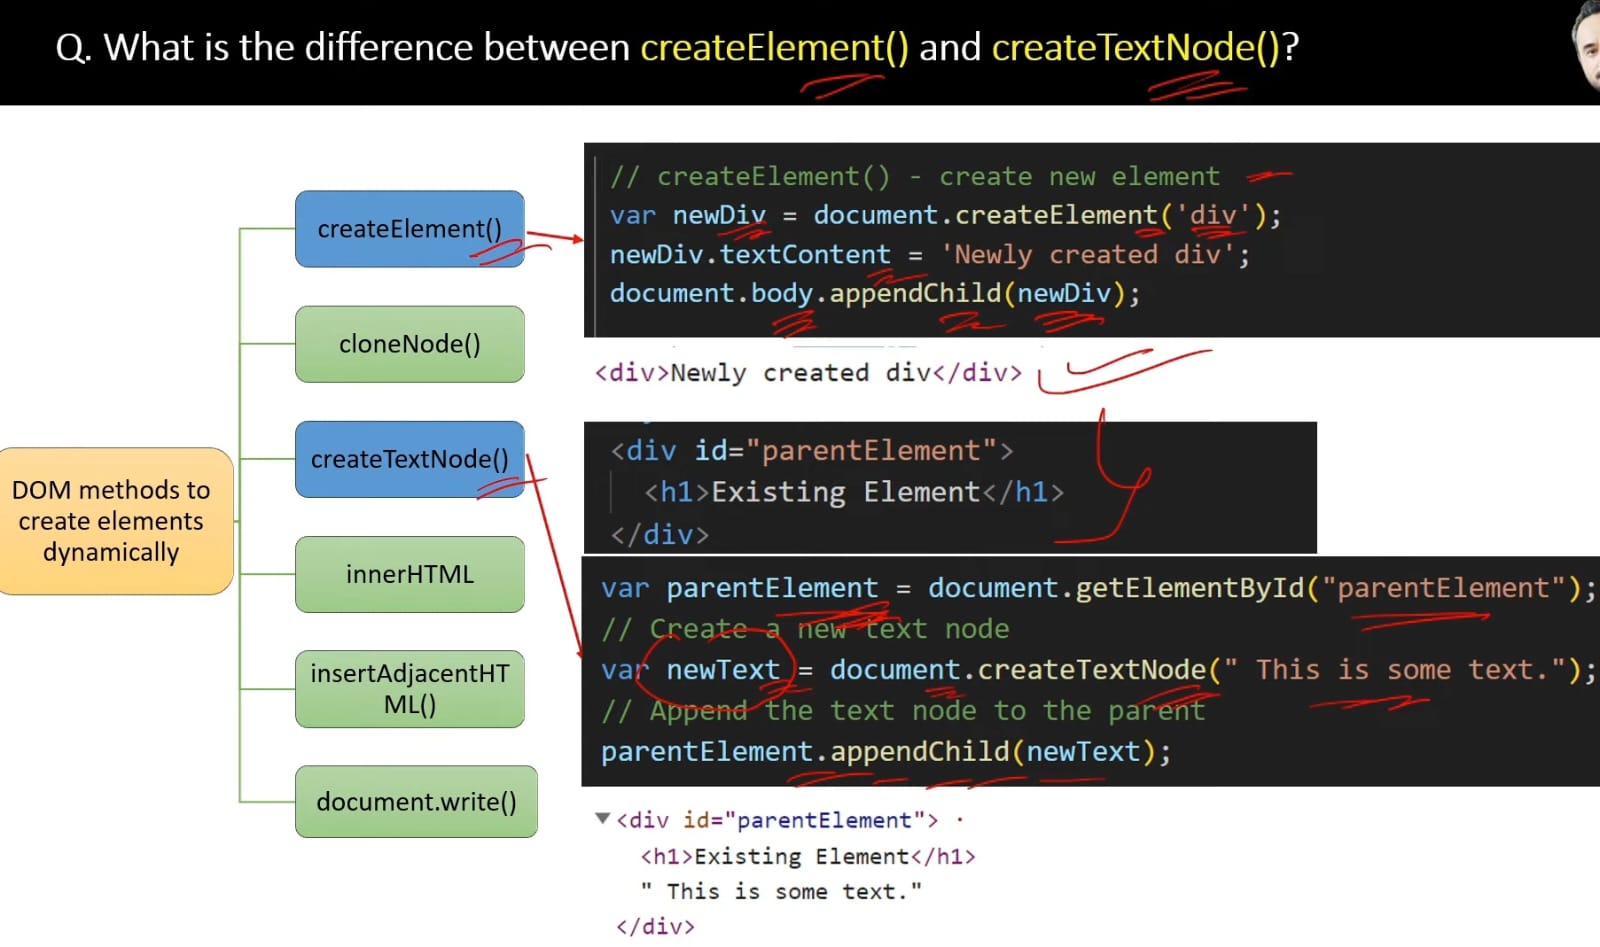 Q. What is the difference between createElement() and createTextNode()?
DOM methods to
create elements
dynamically
createElement()
cloneNode()
createTextNode()
innerHTML
insertAdjacentHT
ML()
document.write()
// createElement() - create new element
var newDiv = document.createElement('div');
newDiv.textContent = 'Newly created div';
document.body.appendChild(newDiv);
<div>Newly created div</div>
<div id="parentElement">
<h1>Existing Element</h1>
</div>
var parentElement = document.getElementById("parentElement");
// Create a new text node
var newText = document.createTextNode(" This is some text.");
// Append the text node to the parent
parentElement.appendChild(newText);
▼<div id="parentElement"> ·
<h1>Existing Element</h1>
" This is some text."
</div>